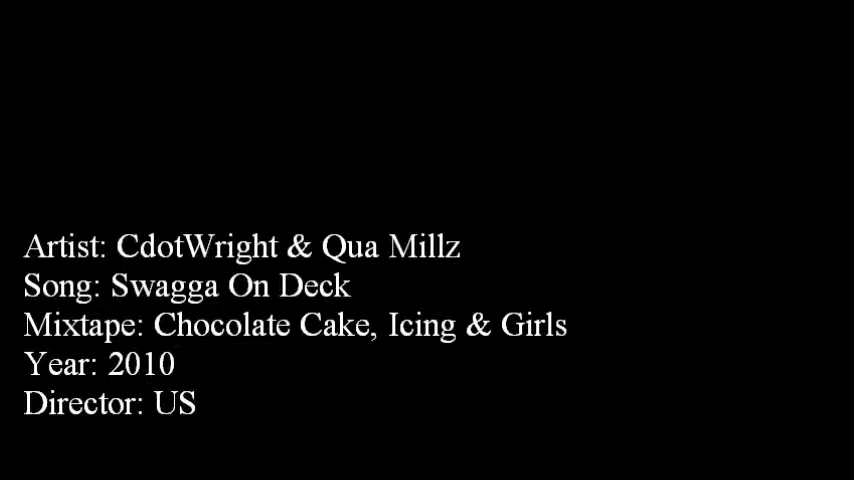 Artist: CdotWright & Qua Millz
Song: Swagga On Deck
Mixtape: Chocolate Cake, Icing & Girls
Year: 2010
Director: US